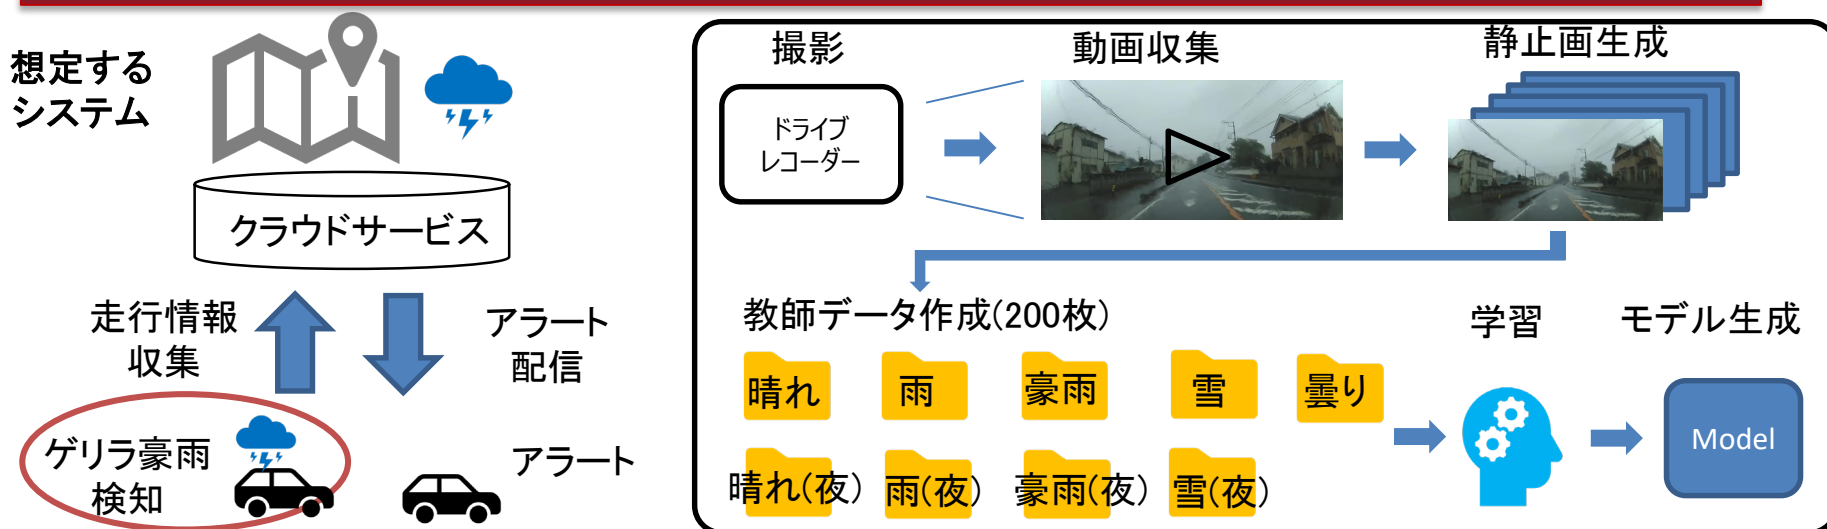 想定する
システム
クラウドサービス
走行情報
収集
アラート
配信
ゲリラ豪雨
検知
アラート
撮影
動画収集
静止画生成
ドライブ
レコーダー
教師データ作成(200枚)
学習
モデル生成
晴れ
雨
豪雨
雪
曇り
晴れ(夜)
雨(夜)
豪雨(夜)
雪(夜)
Model